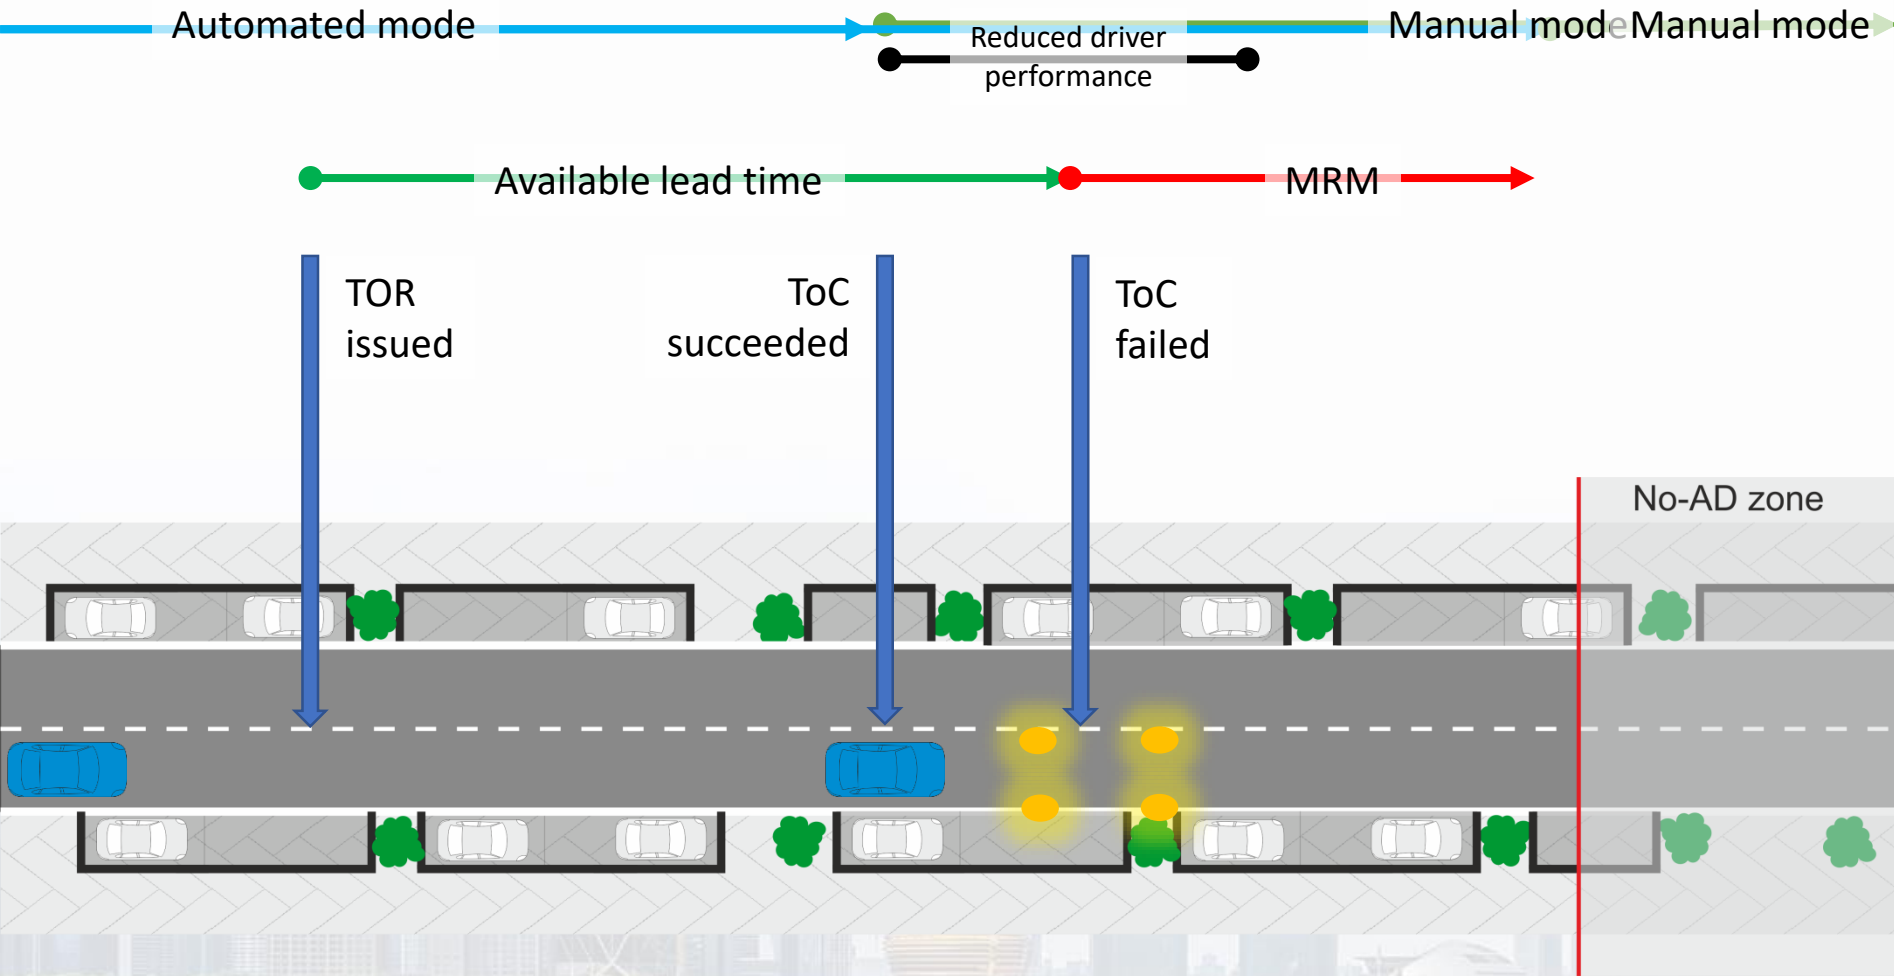 Automated mode
Manual mode
Manual mode
Reduced driver
performance
Available lead time
MRM
TOR
issued
ToC
succeeded
ToC
failed
No-AD zone